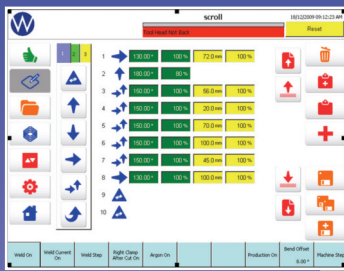 scroll
18/12/2009 09:12:23 AM
Tool Head Not Back
Reset
1 2 3
1 130.00 ° 100 % 72.0 mm 100 %
2 180.00 ° 80 %
3 150.00 ° 100 % 56.0 mm 100 %
4 150.00 ° 100 % 20.0 mm 100 %
5 150.00 ° 100 % 70.0 mm 100 %
6 150.00 ° 100 % 100.0 mm 100 %
7 150.00 ° 100 % 45.0 mm 100 %
8 130.00 ° 100 % 100.0 mm 100 %
9
10
Weld On
Weld Current On
Weld Step
Right Clamp After Cut On
Argon On
Production On
Bend Offset
0.00 °
Machine Step